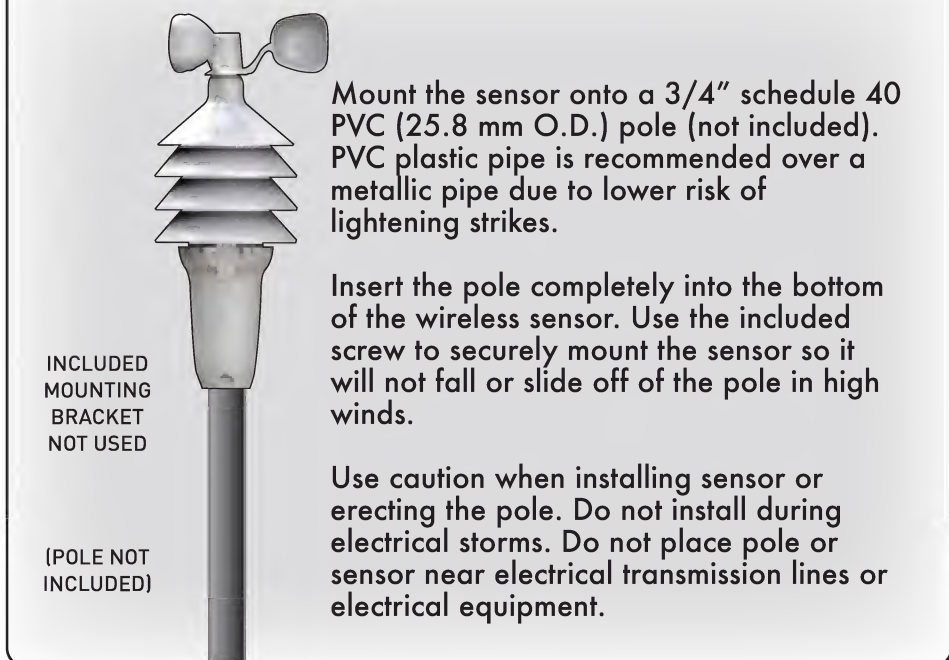 Mount the sensor onto a 3/4” schedule 40
PVC (25.8 mm O.D.) pole (not included).
PVC plastic pipe is recommended over a
metallic pipe due to lower risk of
lightening strikes.
Insert the pole completely into the bottom
of the wireless sensor. Use the included
screw to securely mount the sensor so it
will not fall or slide off of the pole in high
winds.
INCLUDED
MOUNTING
BRACKET
NOT USED
Use caution when installing sensor or
erecting the pole. Do not install during
electrical storms. Do not place pole or
sensor near electrical transmission lines or
electrical equipment.
(POLE NOT
INCLUDED)